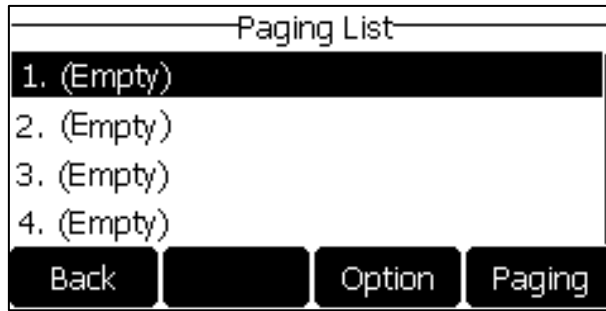 Paging List
1. (Empty)
2. (Empty)
3. (Empty)
4. (Empty)
Back Option Paging